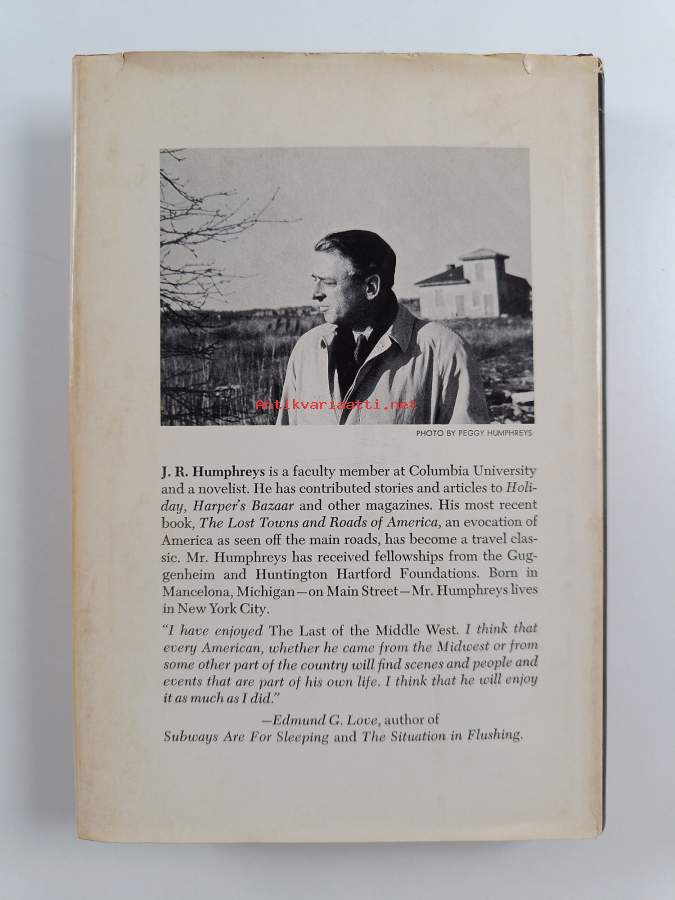 Antikvariaatti.net
PHOTO BY PEGGY HUMPHREYS
J. R. Humphreys is a faculty member at Columbia University
and a novelist. He has contributed stories and articles to Holi-
day, Harper's Bazaar and other magazines. His most recent
book, The Lost Towns and Roads of America, an evocation of
America as seen off the main roads, has become a travel clas-
sic. Mr. Humphreys has received fellowships from the Gug-
genheim and Huntington Hartford Foundations. Born in
Mancelona, Michigan—on Main Street—Mr. Humphreys lives
in New York City.
"I have enjoyed The Last of the Middle West. I think that
every American, whether he came from the Midwest or from
some other part of the country will find scenes and people and
events that are part of his own life. I think that he will enjoy
it as much as I did."
—Edmund G. Love, author of
Subways Are For Sleeping and The Situation in Flushing.